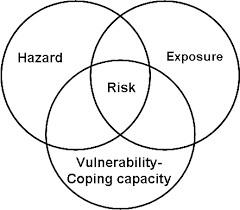 Hazard
Exposure
Risk
Vulnerability-
Coping capacity